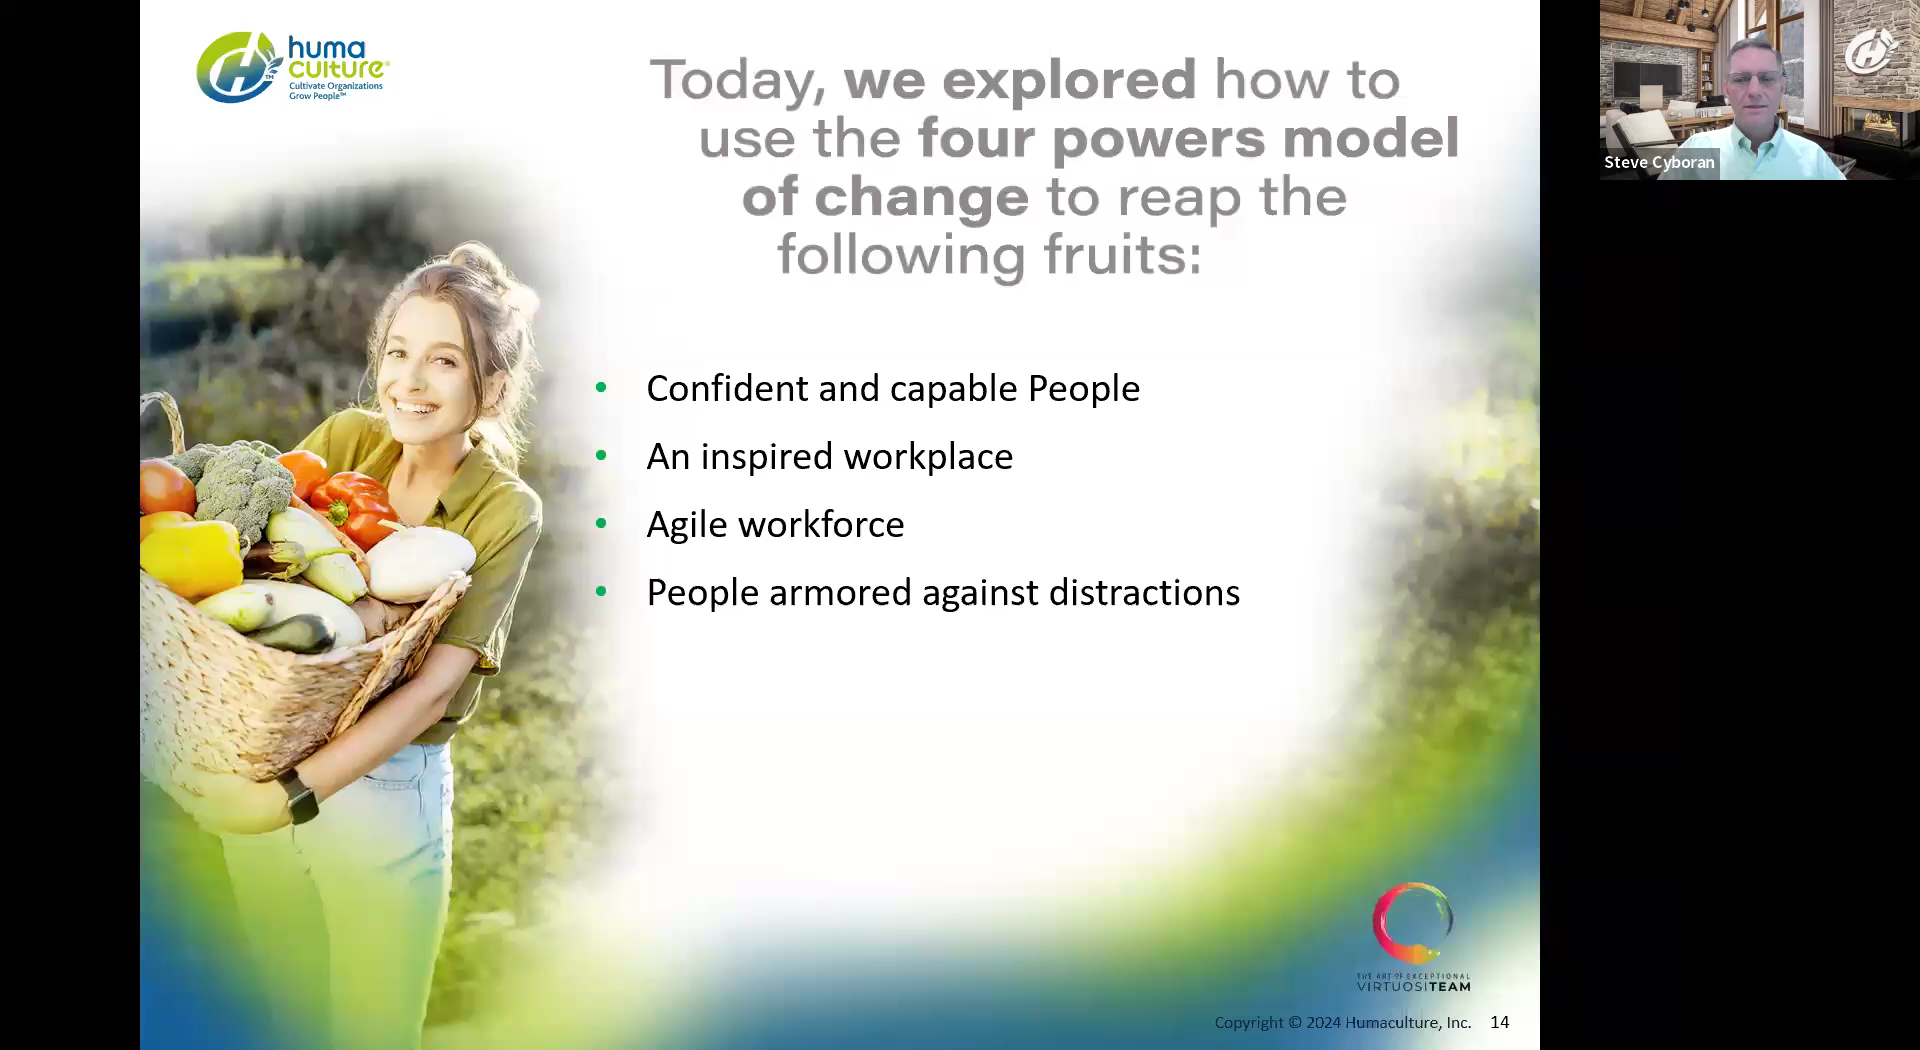 huma
culture®
Cultivate Organizations
Grow People™
Today, we explored how to
use the four powers model
of change to reap the
following fruits:
• Confident and capable People
• An inspired workplace
• Agile workforce
• People armored against distractions
THE ART OF EXCEPTIONAL
VIRTUOSITEAM
Copyright © 2024 Humaculture, Inc. 14
Steve Cyboran